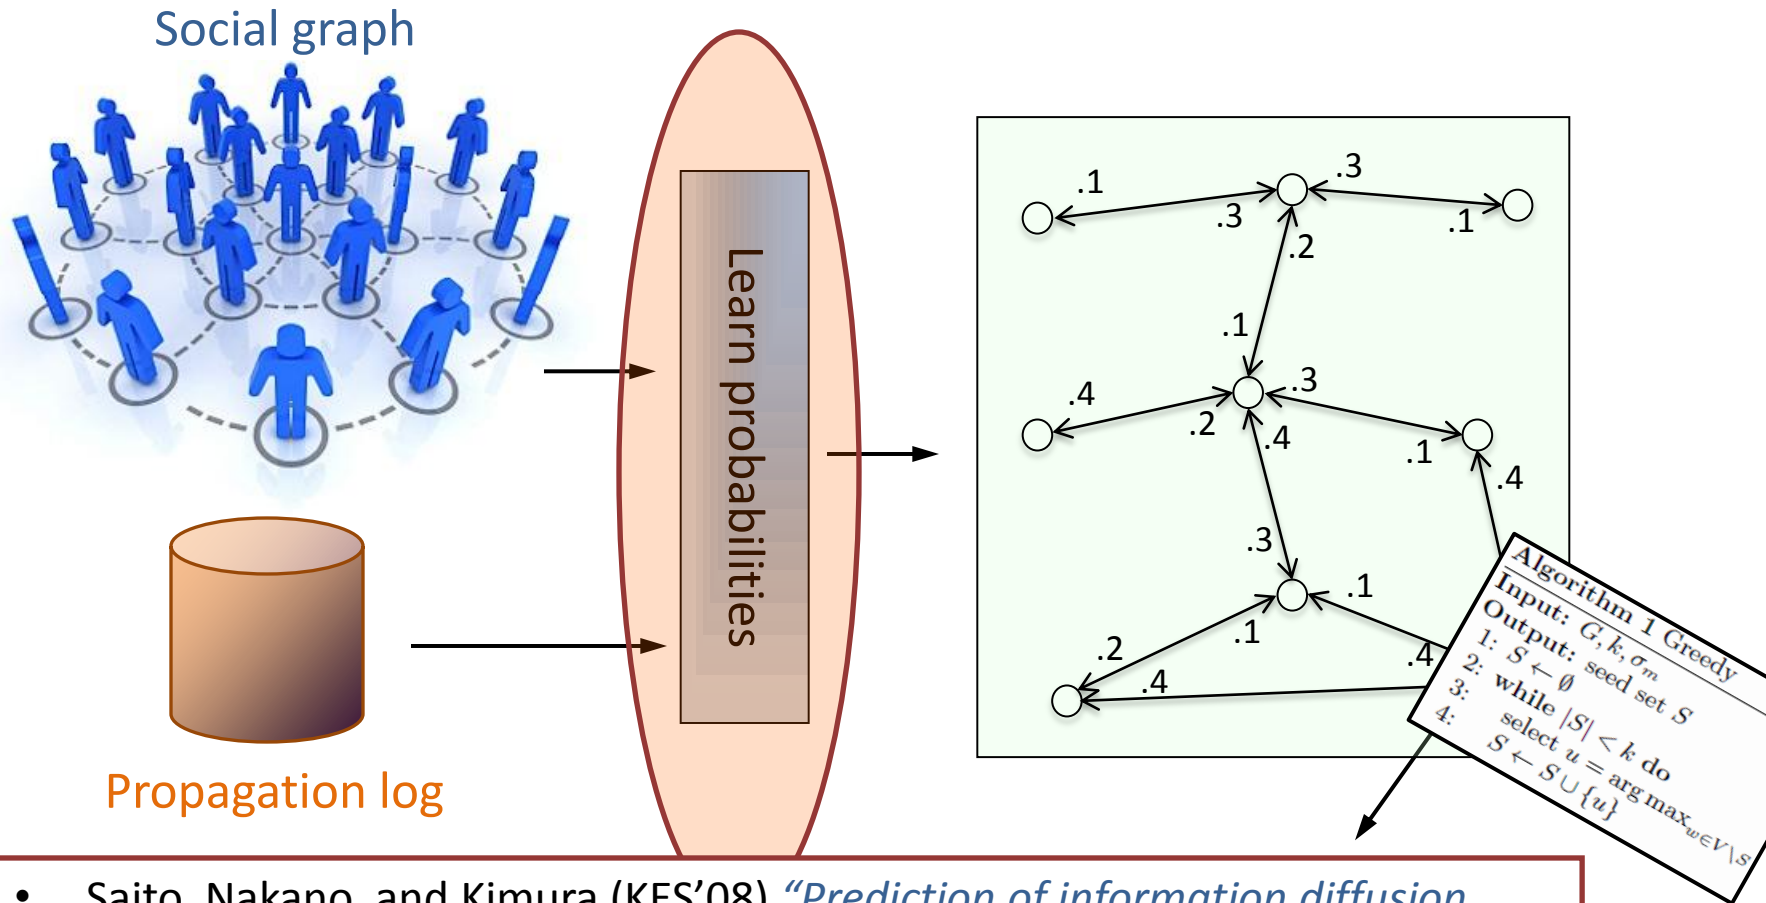 Social graph
Propagation log
Learn probabilities
.1
.3
.3
.1
.2
.1
.4
.3
.2
.4
.1
.4
.3
.1
.1
.2
.4
.4
Algorithm 1 Greedy
Input: G, k, σm
Output: seed set S
1: S ← ∅
2: while |S| < k do
3: select u = arg maxw∈V\S
4: S ← S ∪ {u}
• Saito, Nakano, and Kimura (KES’08) “Prediction of information diffusion